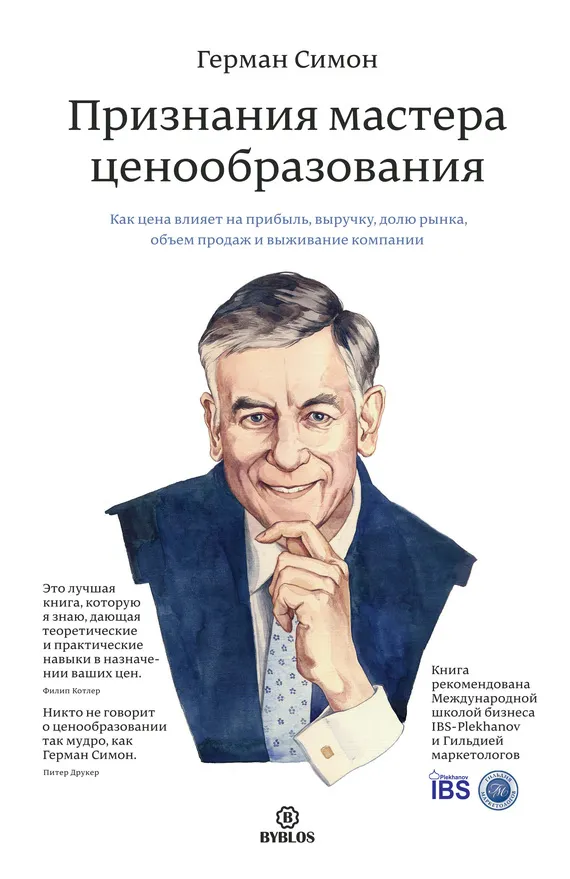 Герман Симон
Признания мастера
ценообразования
Как цена влияет на прибыль, выручку, долю рынка,
объем продаж и выживание компании
Это лучшая
книга, которую
я знаю, дающая
теоретические
и практические
навыки в назначе-
нии ваших цен.
Филип Котлер
Никто не говорит
о ценообразовании
так мудро, как
Герман Симон.
Питер Друкер
Книга
рекомендована
Международной
школой бизнеса
IBS-Plekhanov
и Гильдией
маркетологов
Plekhanov
IBS
ГИЛЬДИЯ
МАРКЕТОЛОГОВ
B
BYBLOS